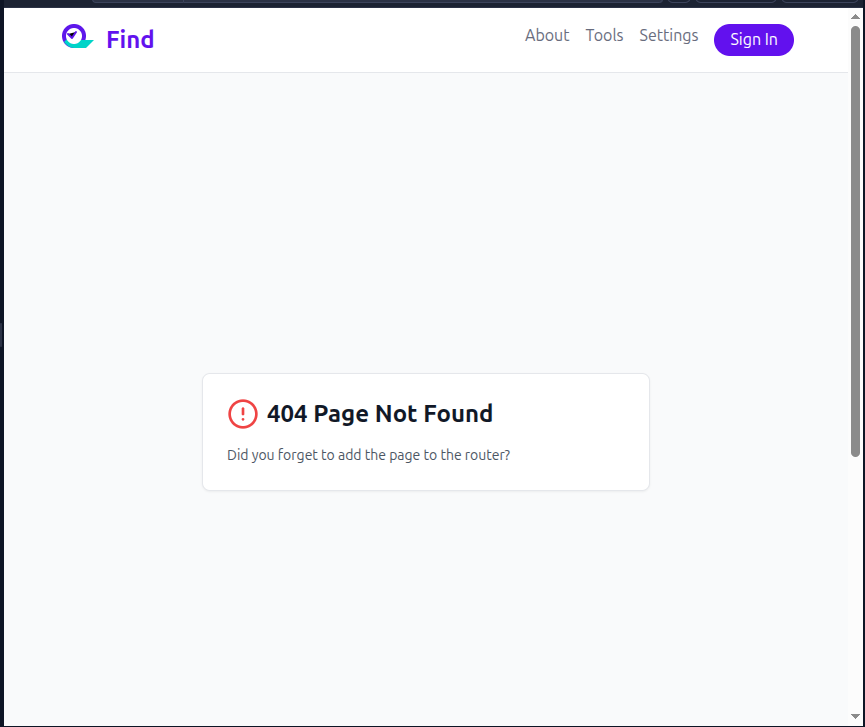 Find
About Tools Settings Sign In
404 Page Not Found
Did you forget to add the page to the router?